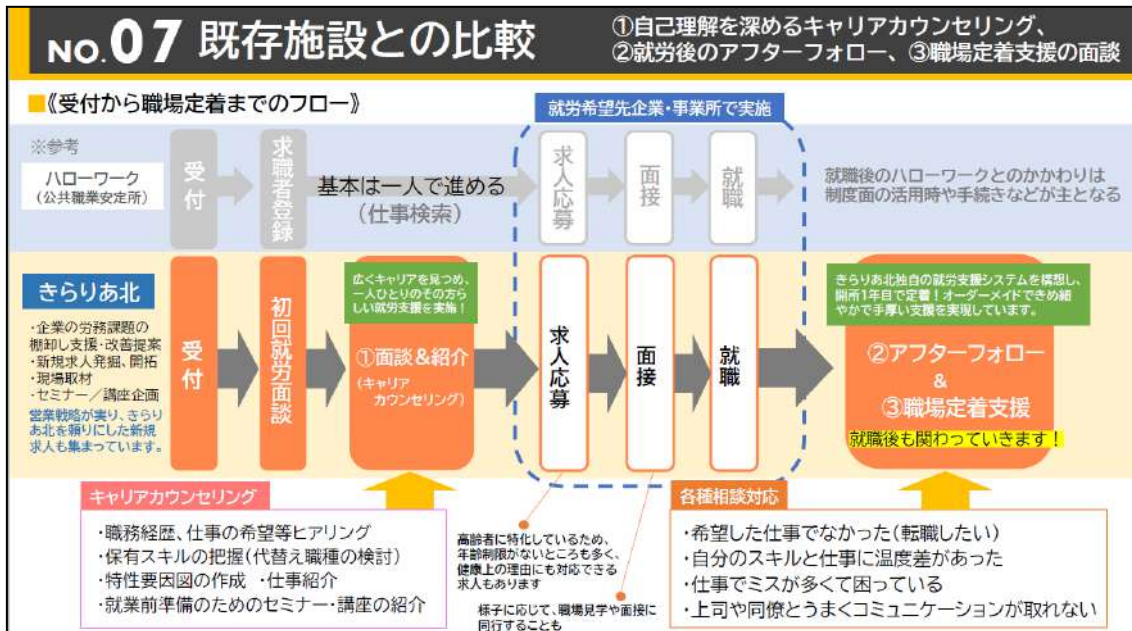 NO.07 既存施設との比較
①自己理解を深めるキャリアカウンセリング、
②就労後のアフターフォロー、③職場定着支援の面談
■《受付から職場定着までのフロー》
就労希望先企業・事業所で実施
※参考
ハローワーク
(公共職業安定所)
受付
求職者登録
基本は一人で進める
(仕事検索)
求人応募
面接
就職
就職後のハローワークとのかかわりは
制度面の活用時や手続きなどが主となる
きらりあ北
・企業の労務課題の
棚卸し支援・改善提案
・新規求人発掘、開拓
・現場取材
・セミナー/講座企画
営業戦略が実り、きらり
あ北を頼りにした新規
求人も集まっています。
受付
初回就労面談
広くキャリアを見つめ、
一人ひとりのその方ら
しい就労支援を実施!
①面談&紹介
(キャリア
カウンセリング)
求人応募
面接
就職
きらりあ北独自の就労支援システムを構想し、
開所1年目で定着!オーダーメイドできめ細
やかで手厚い支援を実現しています。
②アフターフォロー
&
③職場定着支援
就職後も関わっていきます!
キャリアカウンセリング
・職務経歴、仕事の希望等ヒアリング
・保有スキルの把握(代替え職種の検討)
・特性要因図の作成 ・仕事紹介
・就業前準備のためのセミナー・講座の紹介
高齢者に特化しているため、
年齢制限がないところも多く、
健康上の理由にも対応できる
求人もあります
様子に応じて、職場見学や面接に
同行することも
各種相談対応
・希望した仕事でなかった(転職したい)
・自分のスキルと仕事に温度差があった
・仕事でミスが多くて困っている
・上司や同僚とうまくコミュニケーションが取れない